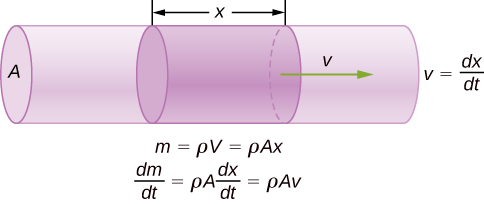 x
A
v
v = dx/dt
m = ρV = ρAx
dm/dt = ρA dx/dt = ρAv